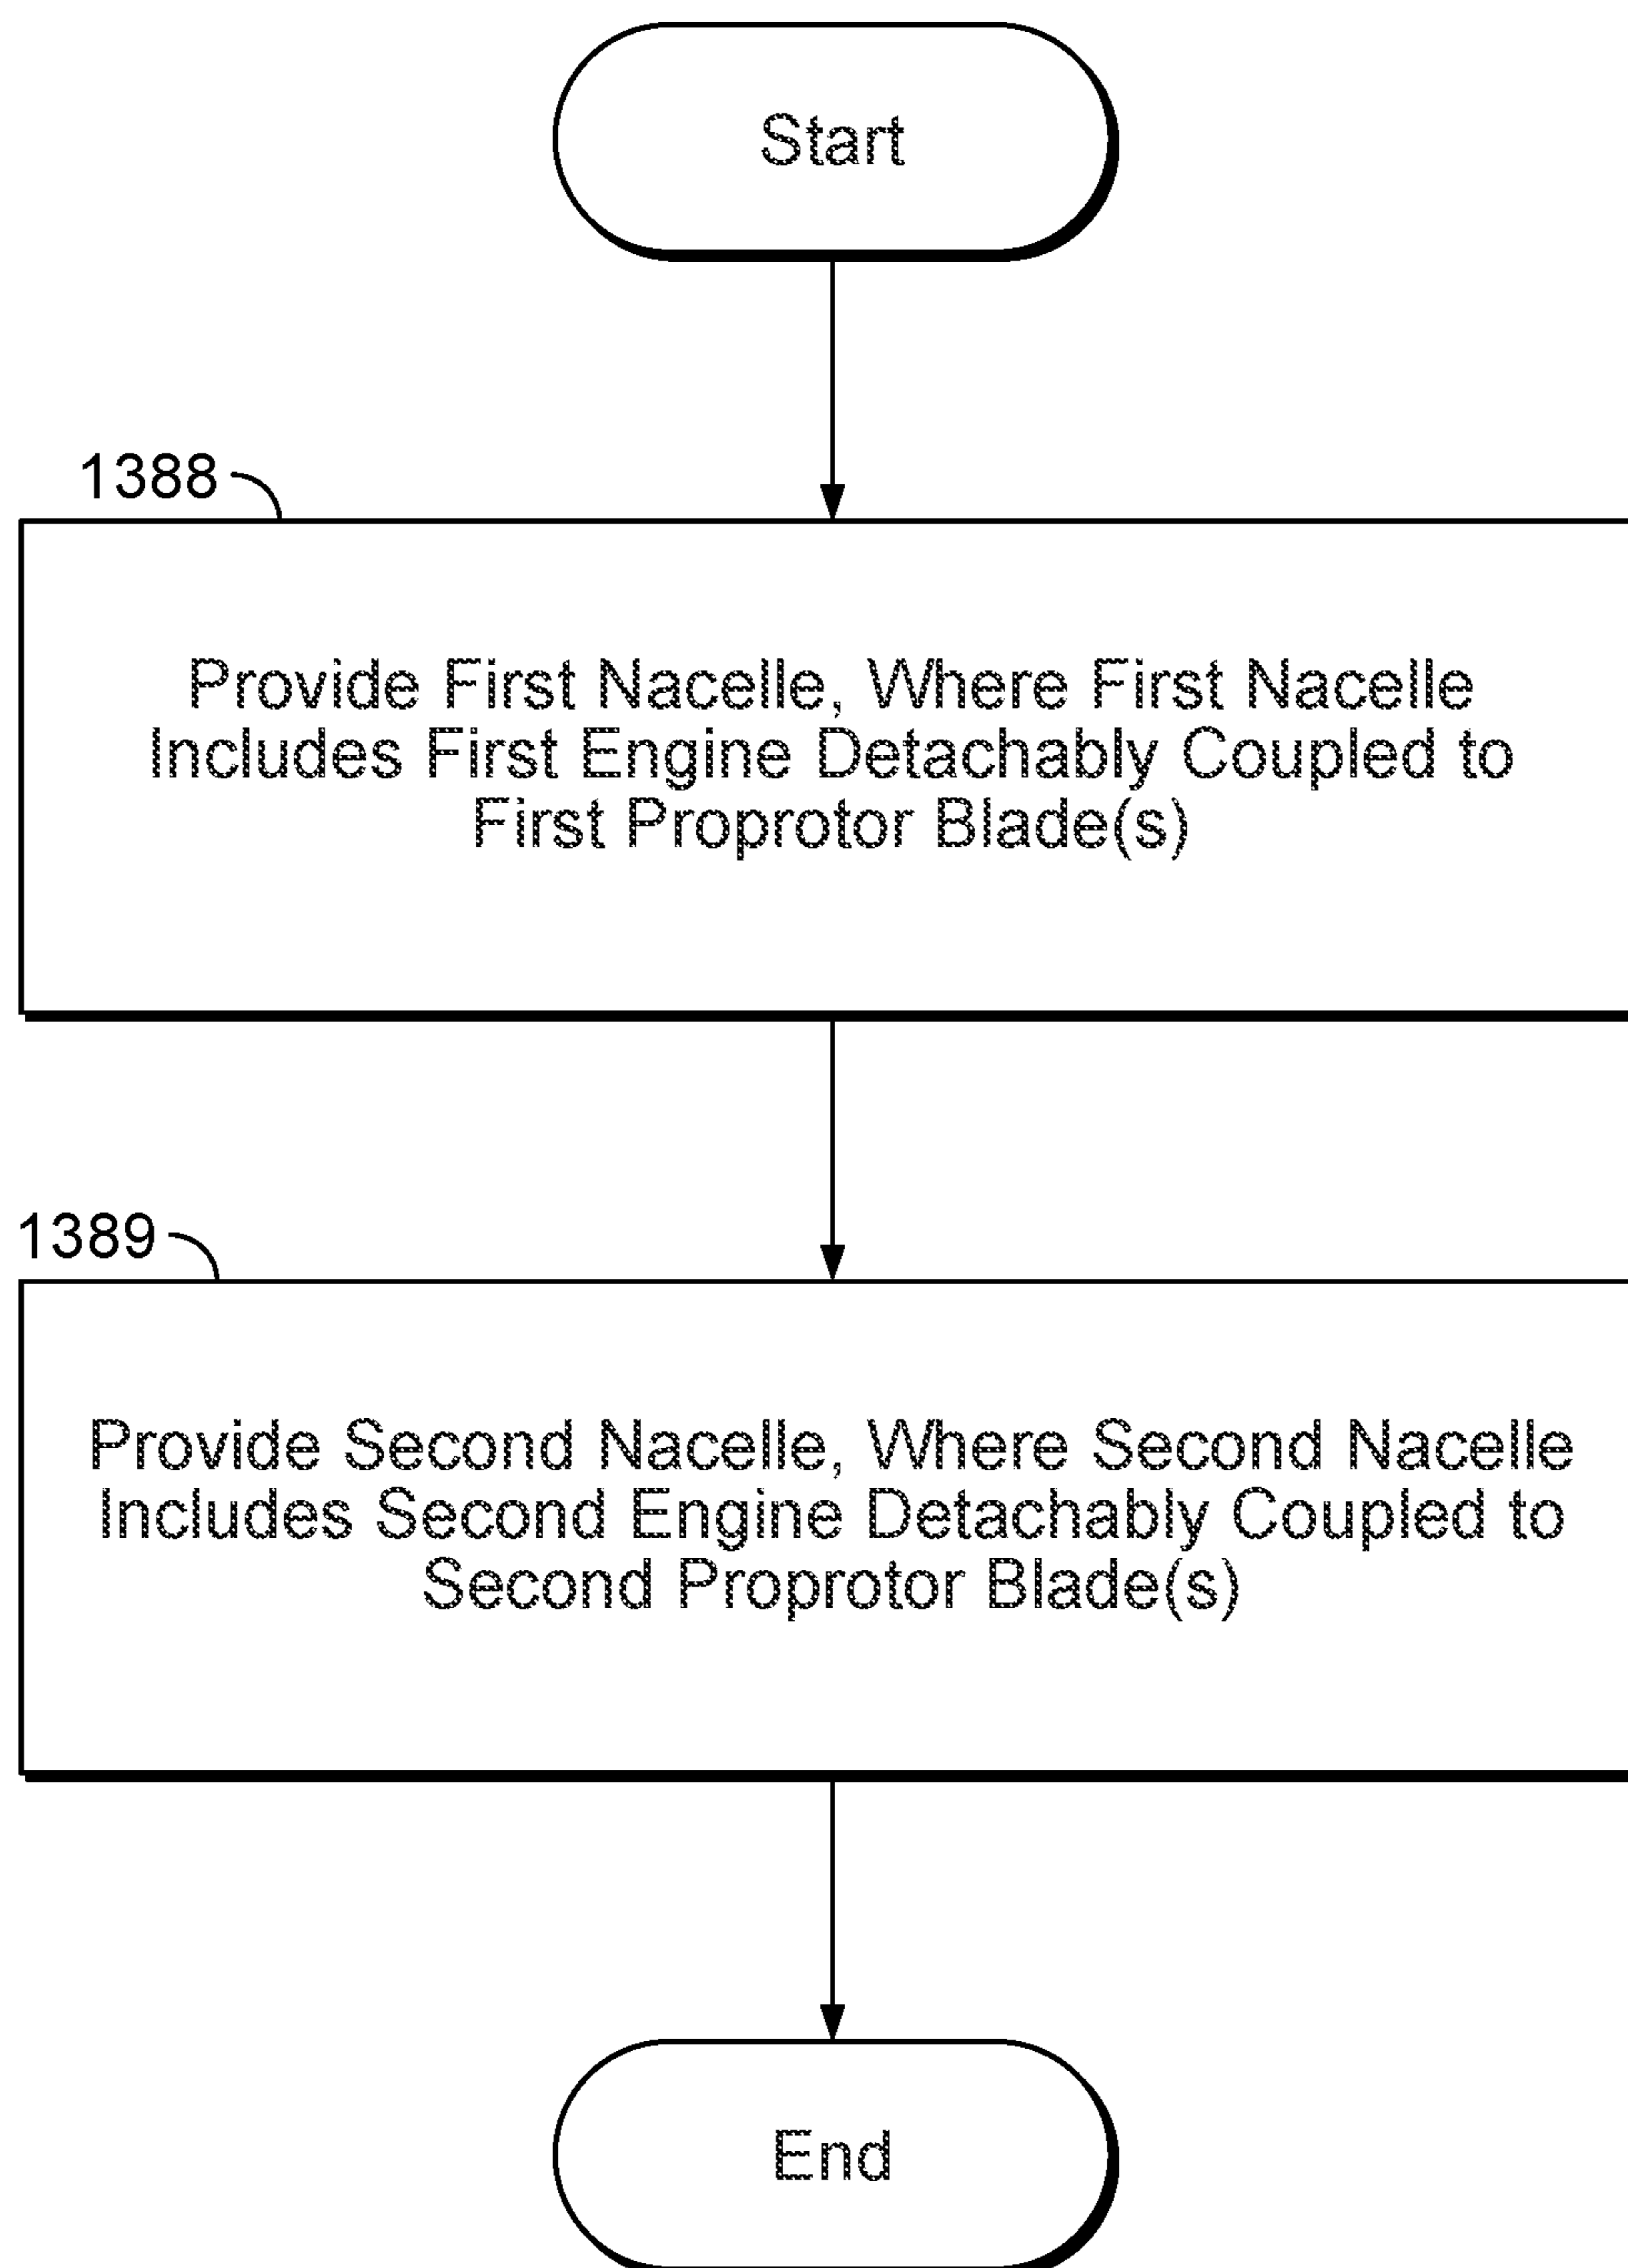 Start
1388
Provide First Nacelle, Where First Nacelle
Includes First Engine Detachably Coupled to
First Proprotor Blade(s)
1389
Provide Second Nacelle, Where Second Nacelle
Includes Second Engine Detachably Coupled to
Second Proprotor Blade(s)
End